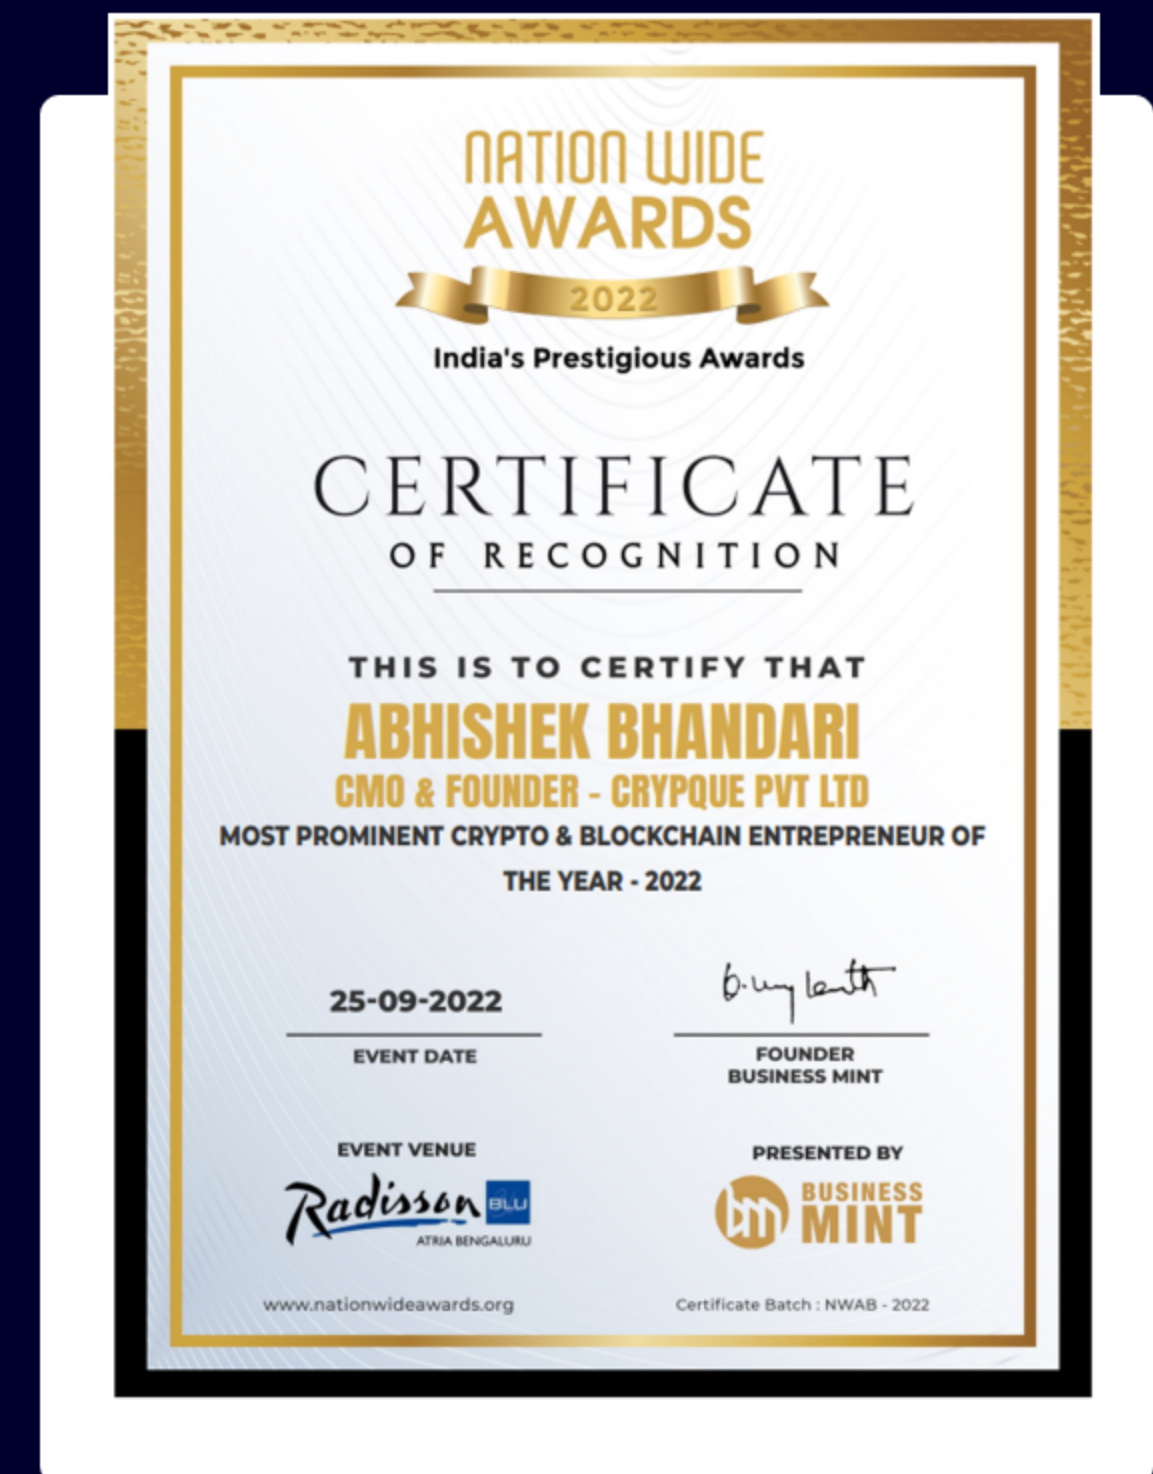 NATION WIDE
AWARDS
2022
India's Prestigious Awards
CERTIFICATE
OF RECOGNITION
THIS IS TO CERTIFY THAT
ABHISHEK BHANDARI
CMO & FOUNDER - CRYPQUE PVT LTD
MOST PROMINENT CRYPTO & BLOCKCHAIN ENTREPRENEUR OF
THE YEAR - 2022
25-09-2022
EVENT DATE
FOUNDER
BUSINESS MINT
EVENT VENUE
Radisson BLU
ATRIA BENGALURU
PRESENTED BY
bm BUSINESS
MINT
www.nationwideawards.org
Certificate Batch : NWAB - 2022